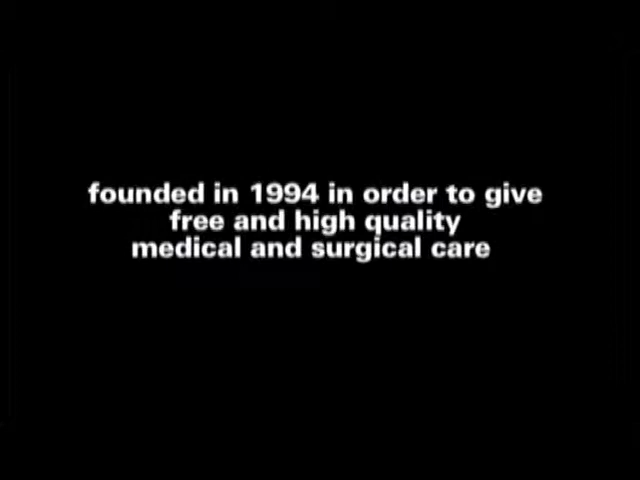 founded in 1994 in order to give
free and high quality
medical and surgical care